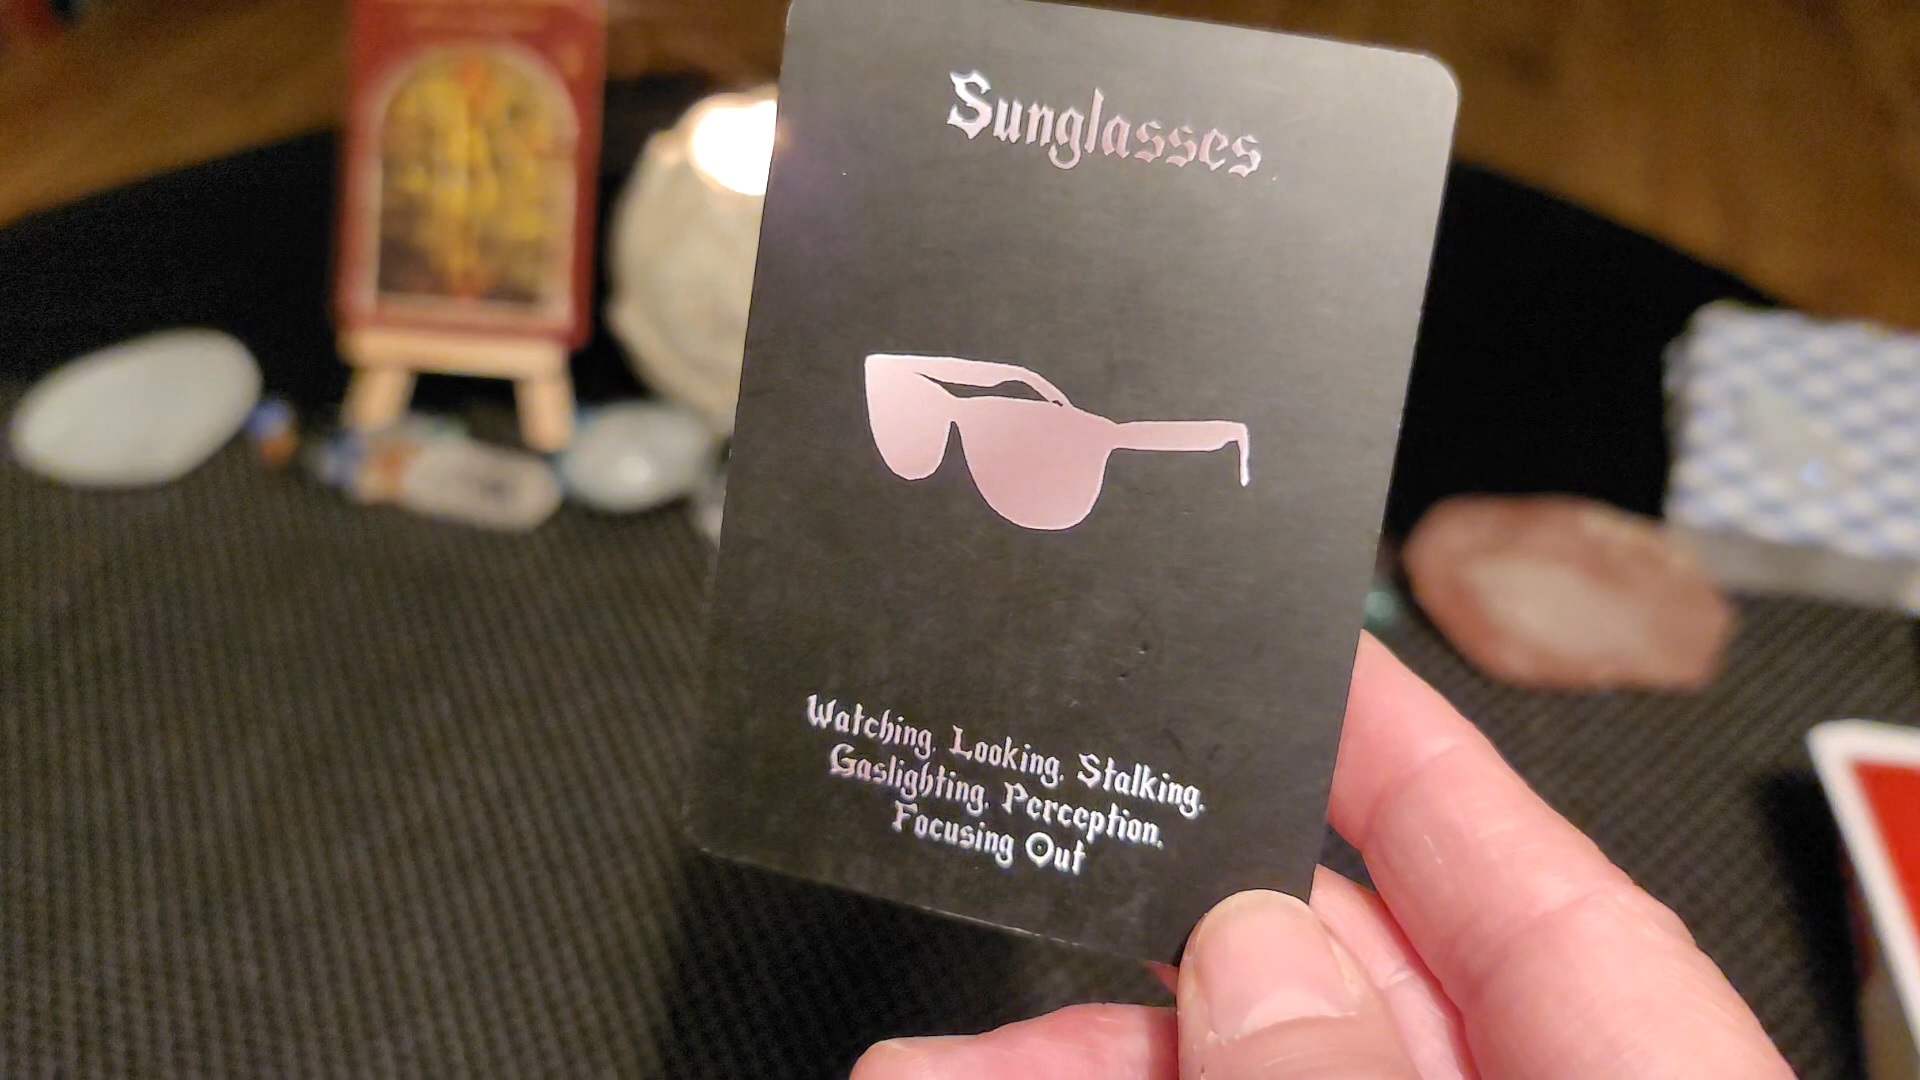 Sunglasses
Watching, Looking, Stalking,
Gaslighting, Perception,
Focusing Out